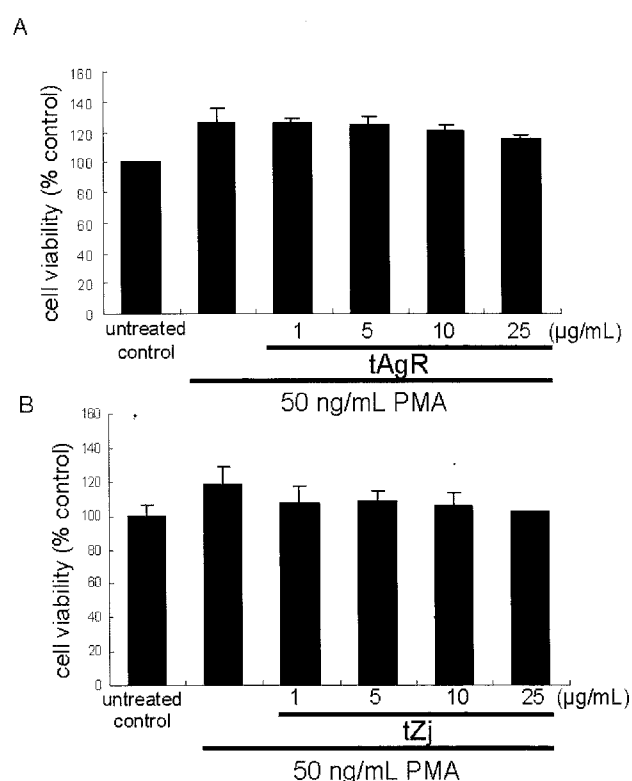 A
cell viability (% control)
160
140
120
100
80
60
40
20
0
untreated control
1 5 10 25 (µg/mL)
tAgR
50 ng/mL PMA
B
cell viability (% control)
160
140
120
100
80
60
40
20
0
untreated control
1 5 10 25 (µg/mL)
tZj
50 ng/mL PMA